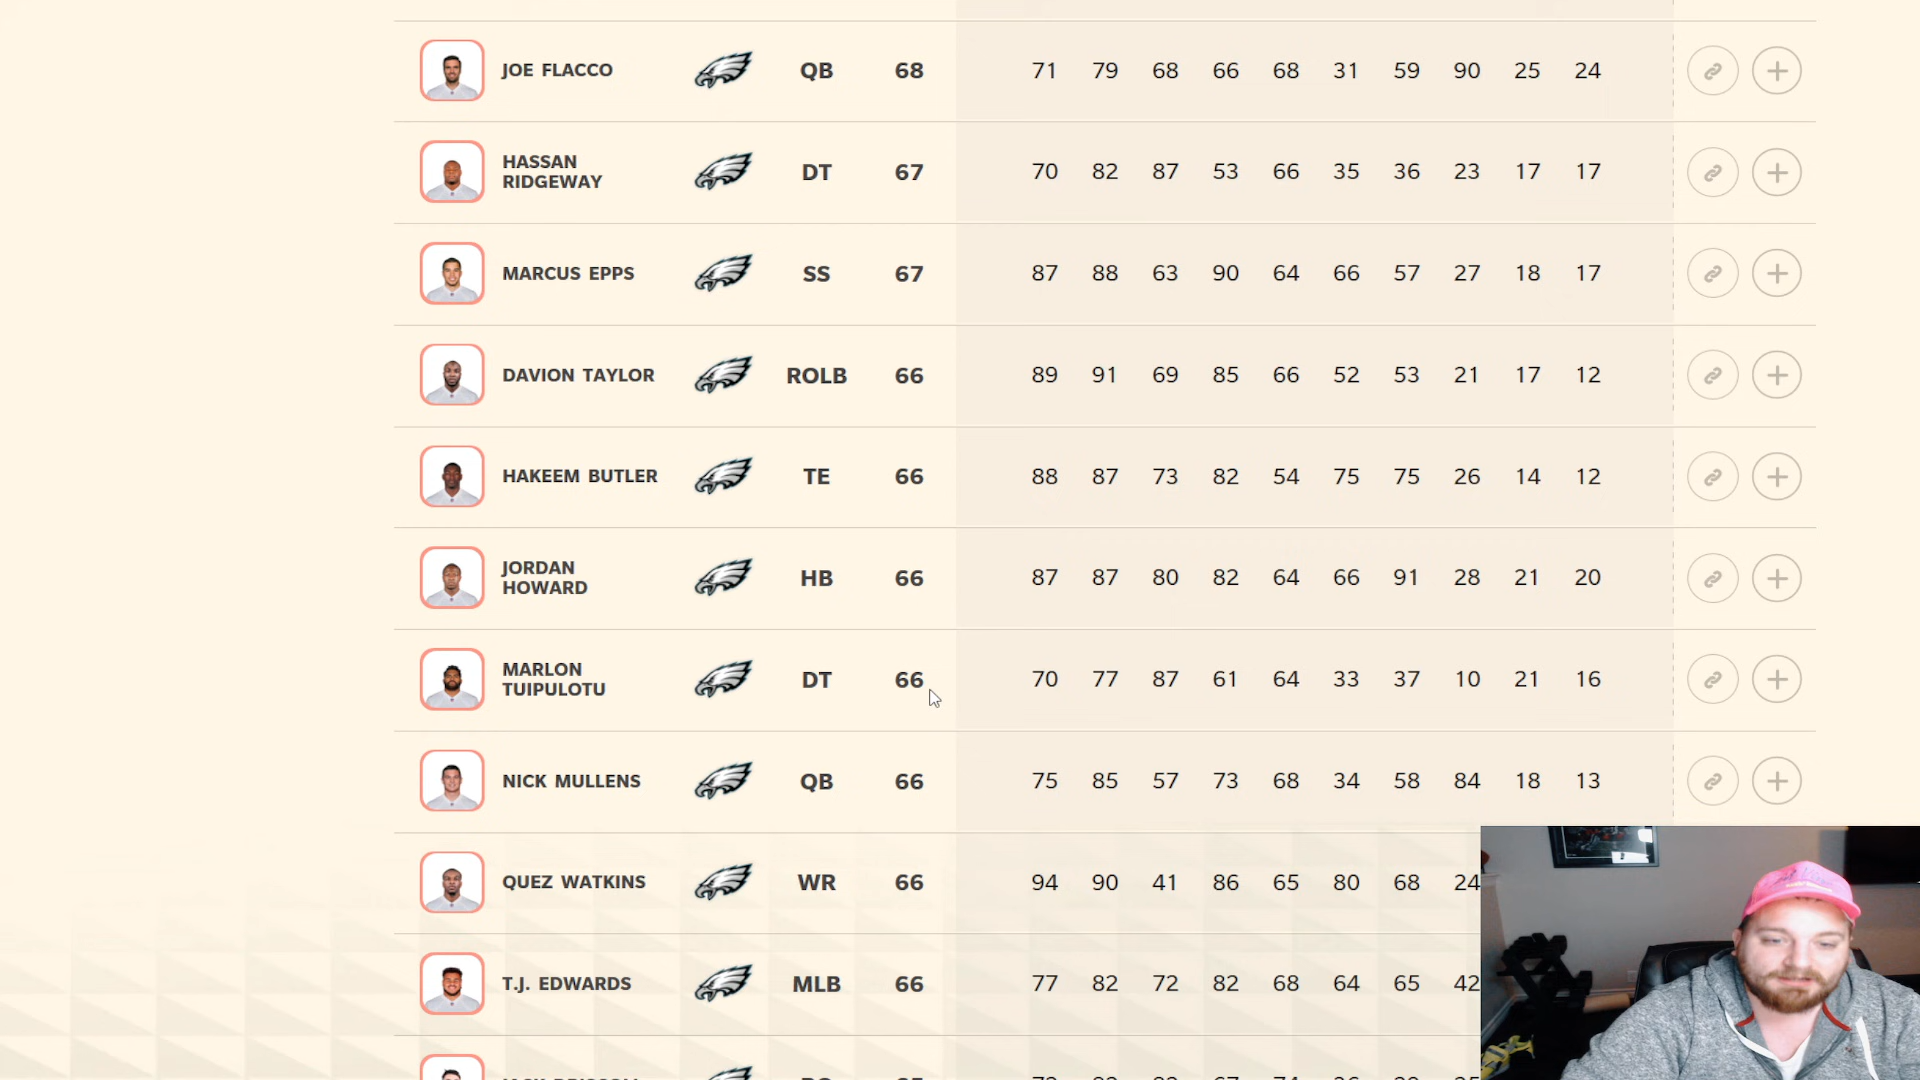 JOE FLACCO QB 68 71 79 68 66 68 31 59 90 25 24
HASSAN
RIDGEWAY DT 67 70 82 87 53 66 35 36 23 17 17
MARCUS EPPS SS 67 87 88 63 90 64 66 57 27 18 17
DAVION TAYLOR ROLB 66 89 91 69 85 66 52 53 21 17 12
HAKEEM BUTLER TE 66 88 87 73 82 54 75 75 26 14 12
JORDAN
HOWARD HB 66 87 87 80 82 64 66 91 28 21 20
MARLON
TUIPULOTU DT 66 70 77 87 61 64 33 37 10 21 16
NICK MULLENS QB 66 75 85 57 73 68 34 58 84 18 13
QUEZ WATKINS WR 66 94 90 41 86 65 80 68 24
T.J. EDWARDS MLB 66 77 82 72 82 68 64 65 42